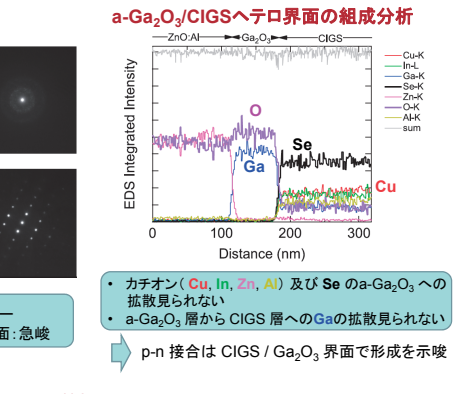 a-Ga2O3/CIGSヘテロ界面の組成分析
ZnO:Al
Ga2O3
CIGS
EDS Integrated Intensity
O
Ga
Se
Cu
Cu-K
In-L
Ga-K
Se-K
Zn-K
O-K
Al-K
sum
0
100
200
300
Distance (nm)
• カチオン( Cu, In, Zn, Al) 及び Se のa-Ga2O3 への
拡散見られない
• a-Ga2O3 層から CIGS 層へのGaの拡散見られない
面:急峻
p-n 接合は CIGS / Ga2O3 界面で形成を示唆